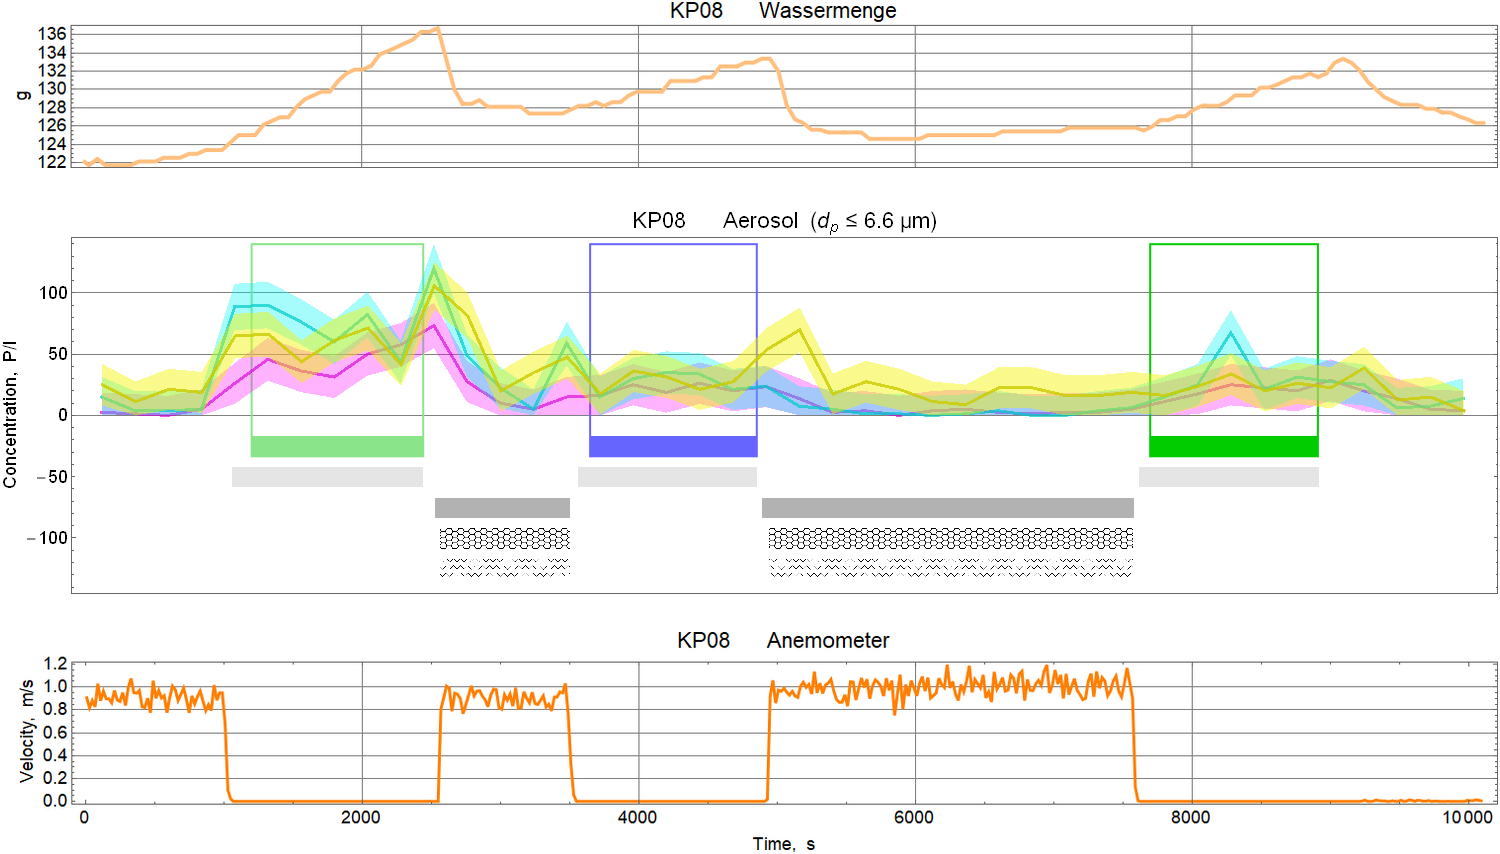 KP08 Wassermenge
136
134
132
130
128
126
124
122
g
KP08 Aerosol (dp ≤ 6.6 µm)
100
50
0
−50
−100
Concentration, P/l
KP08 Anemometer
1.2
1.0
0.8
0.6
0.4
0.2
0.0
Velocity, m/s
0 2000 4000 6000 8000 10000
Time, s